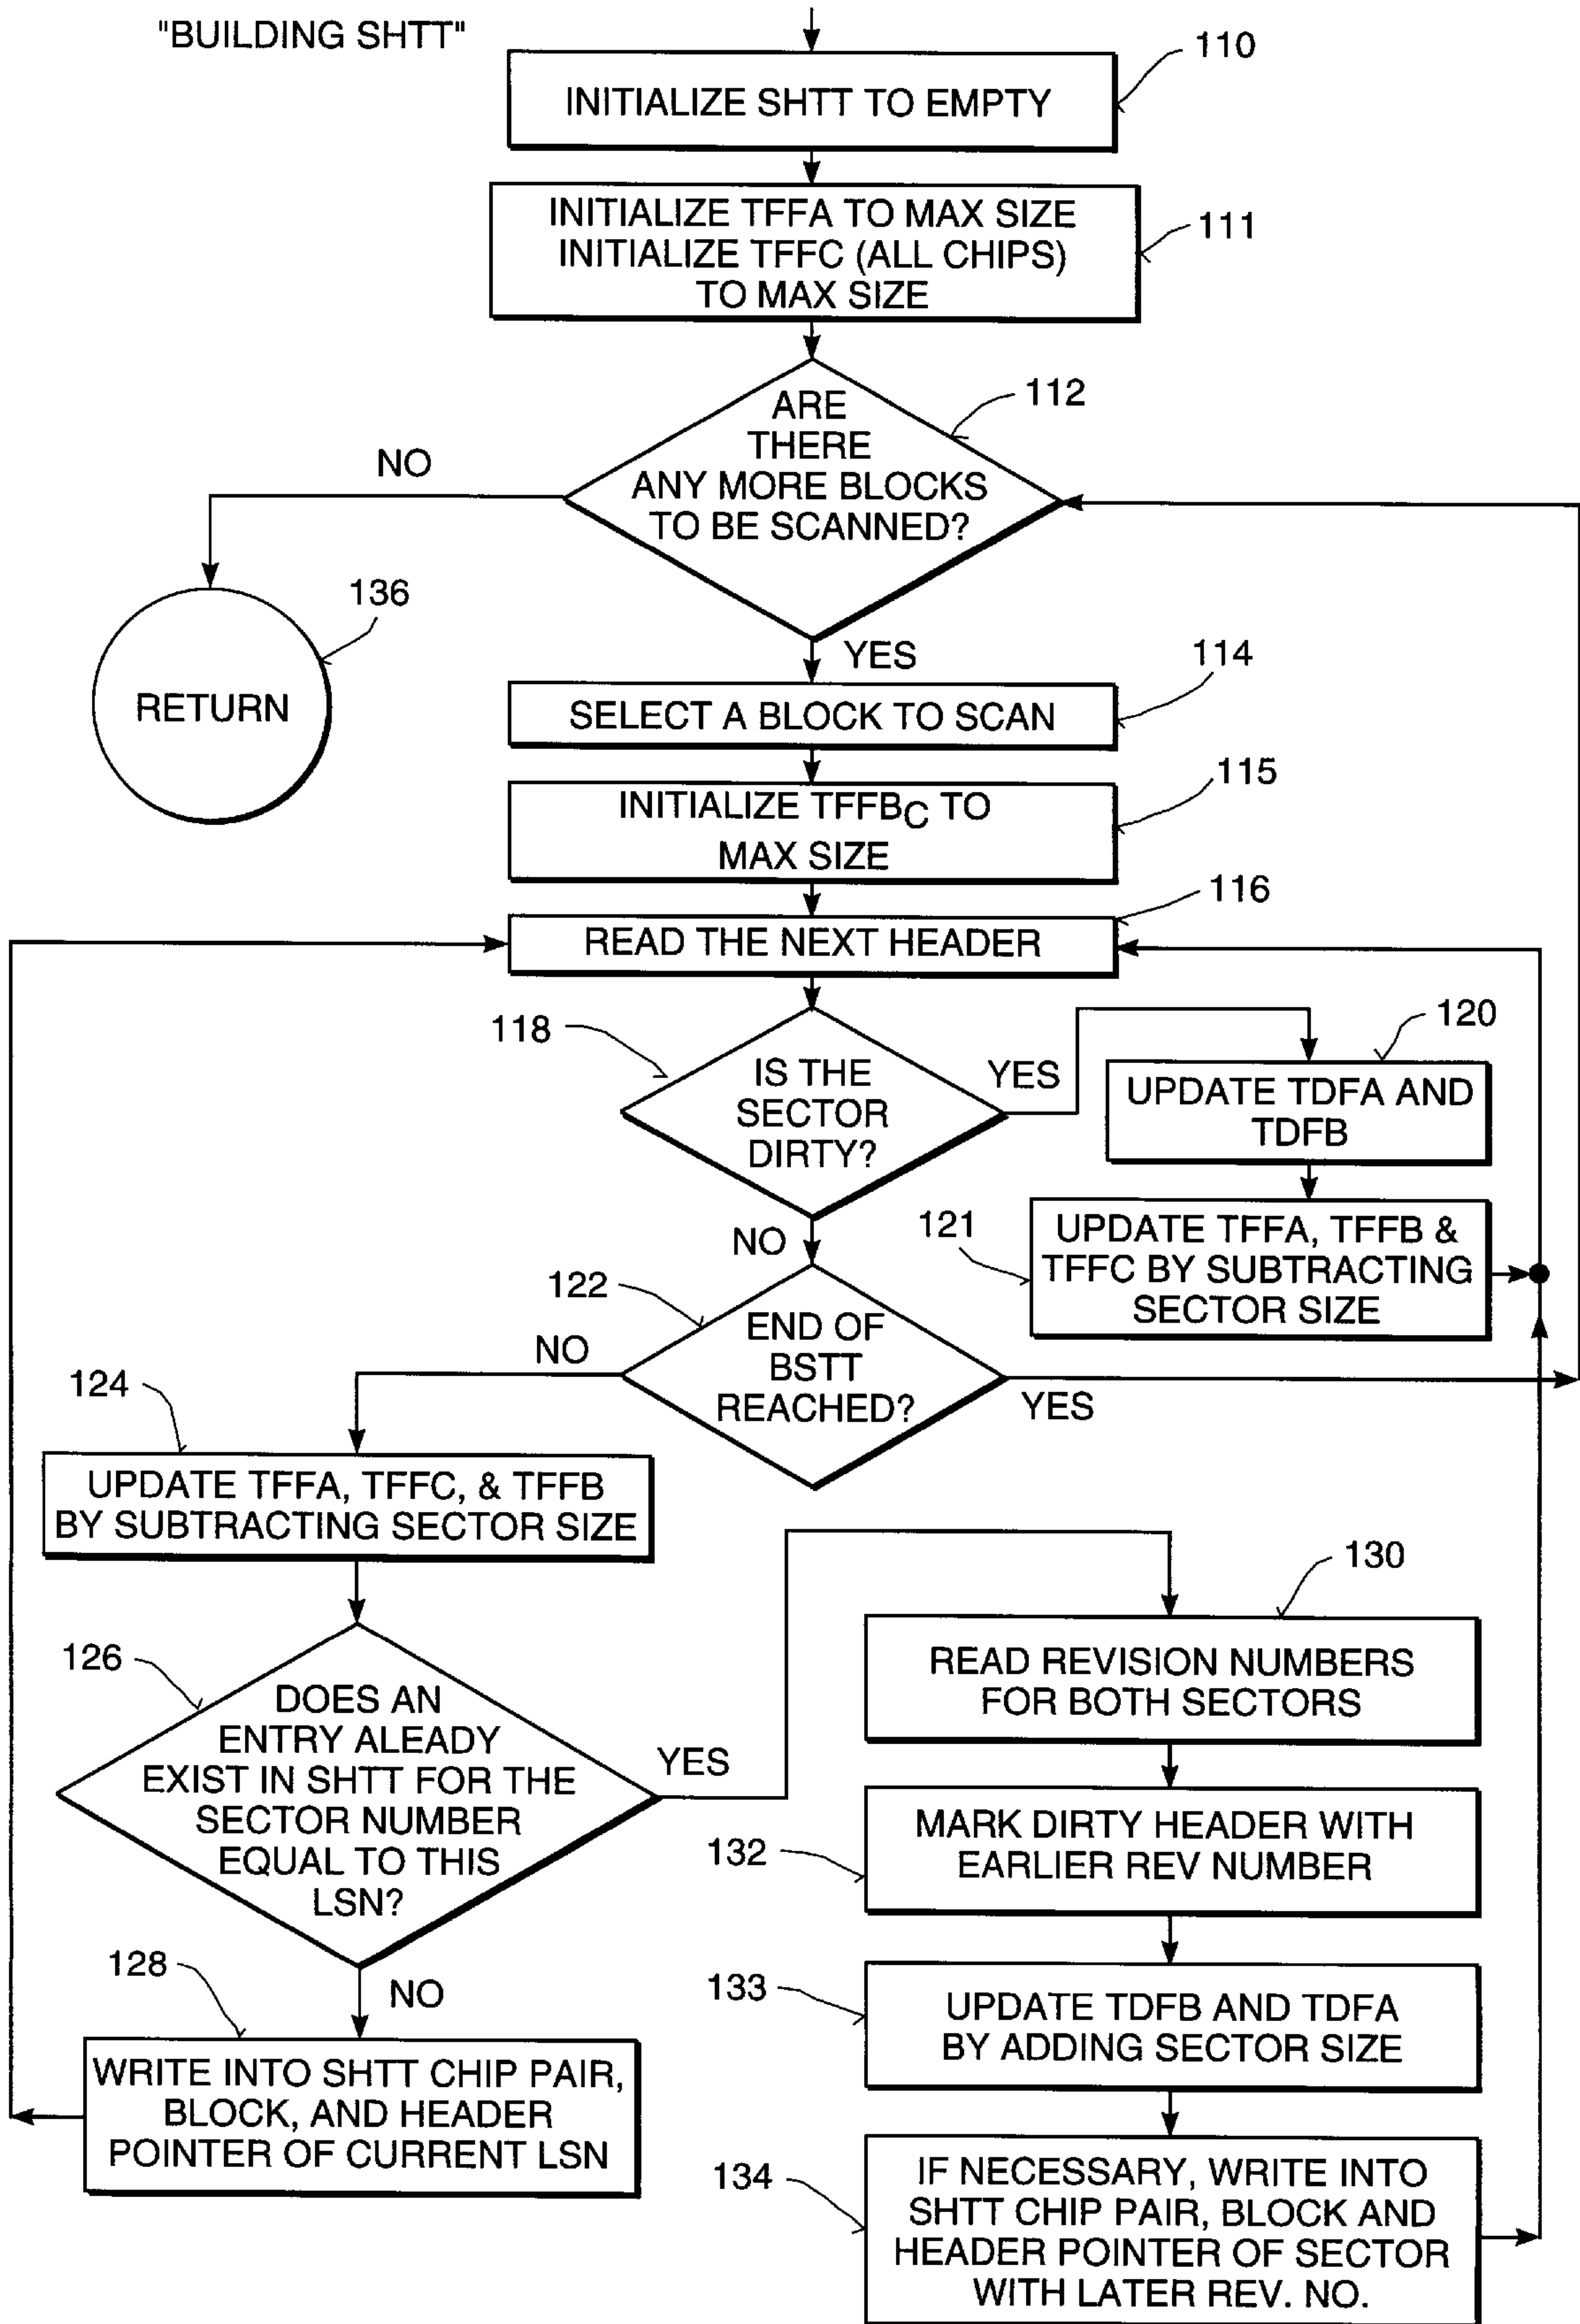 "BUILDING SHTT"
110
INITIALIZE SHTT TO EMPTY
111
INITIALIZE TFFA TO MAX SIZE
INITIALIZE TFFC (ALL CHIPS)
TO MAX SIZE
112
ARE
THERE
ANY MORE BLOCKS
TO BE SCANNED?
NO
136
RETURN
YES
114
SELECT A BLOCK TO SCAN
115
INITIALIZE TFFBC TO
MAX SIZE
116
READ THE NEXT HEADER
118
IS THE
SECTOR
DIRTY?
YES
120
UPDATE TDFA AND
TDFB
121
UPDATE TFFA, TFFB &
TFFC BY SUBTRACTING
SECTOR SIZE
NO
122
END OF
BSTT
REACHED?
NO
YES
124
UPDATE TFFA, TFFC, & TFFB
BY SUBTRACTING SECTOR SIZE
126
DOES AN
ENTRY ALEADY
EXIST IN SHTT FOR THE
SECTOR NUMBER
EQUAL TO THIS
LSN?
YES
NO
128
WRITE INTO SHTT CHIP PAIR,
BLOCK, AND HEADER
POINTER OF CURRENT LSN
130
READ REVISION NUMBERS
FOR BOTH SECTORS
132
MARK DIRTY HEADER WITH
EARLIER REV NUMBER
133
UPDATE TDFB AND TDFA
BY ADDING SECTOR SIZE
134
IF NECESSARY, WRITE INTO
SHTT CHIP PAIR, BLOCK AND
HEADER POINTER OF SECTOR
WITH LATER REV. NO.